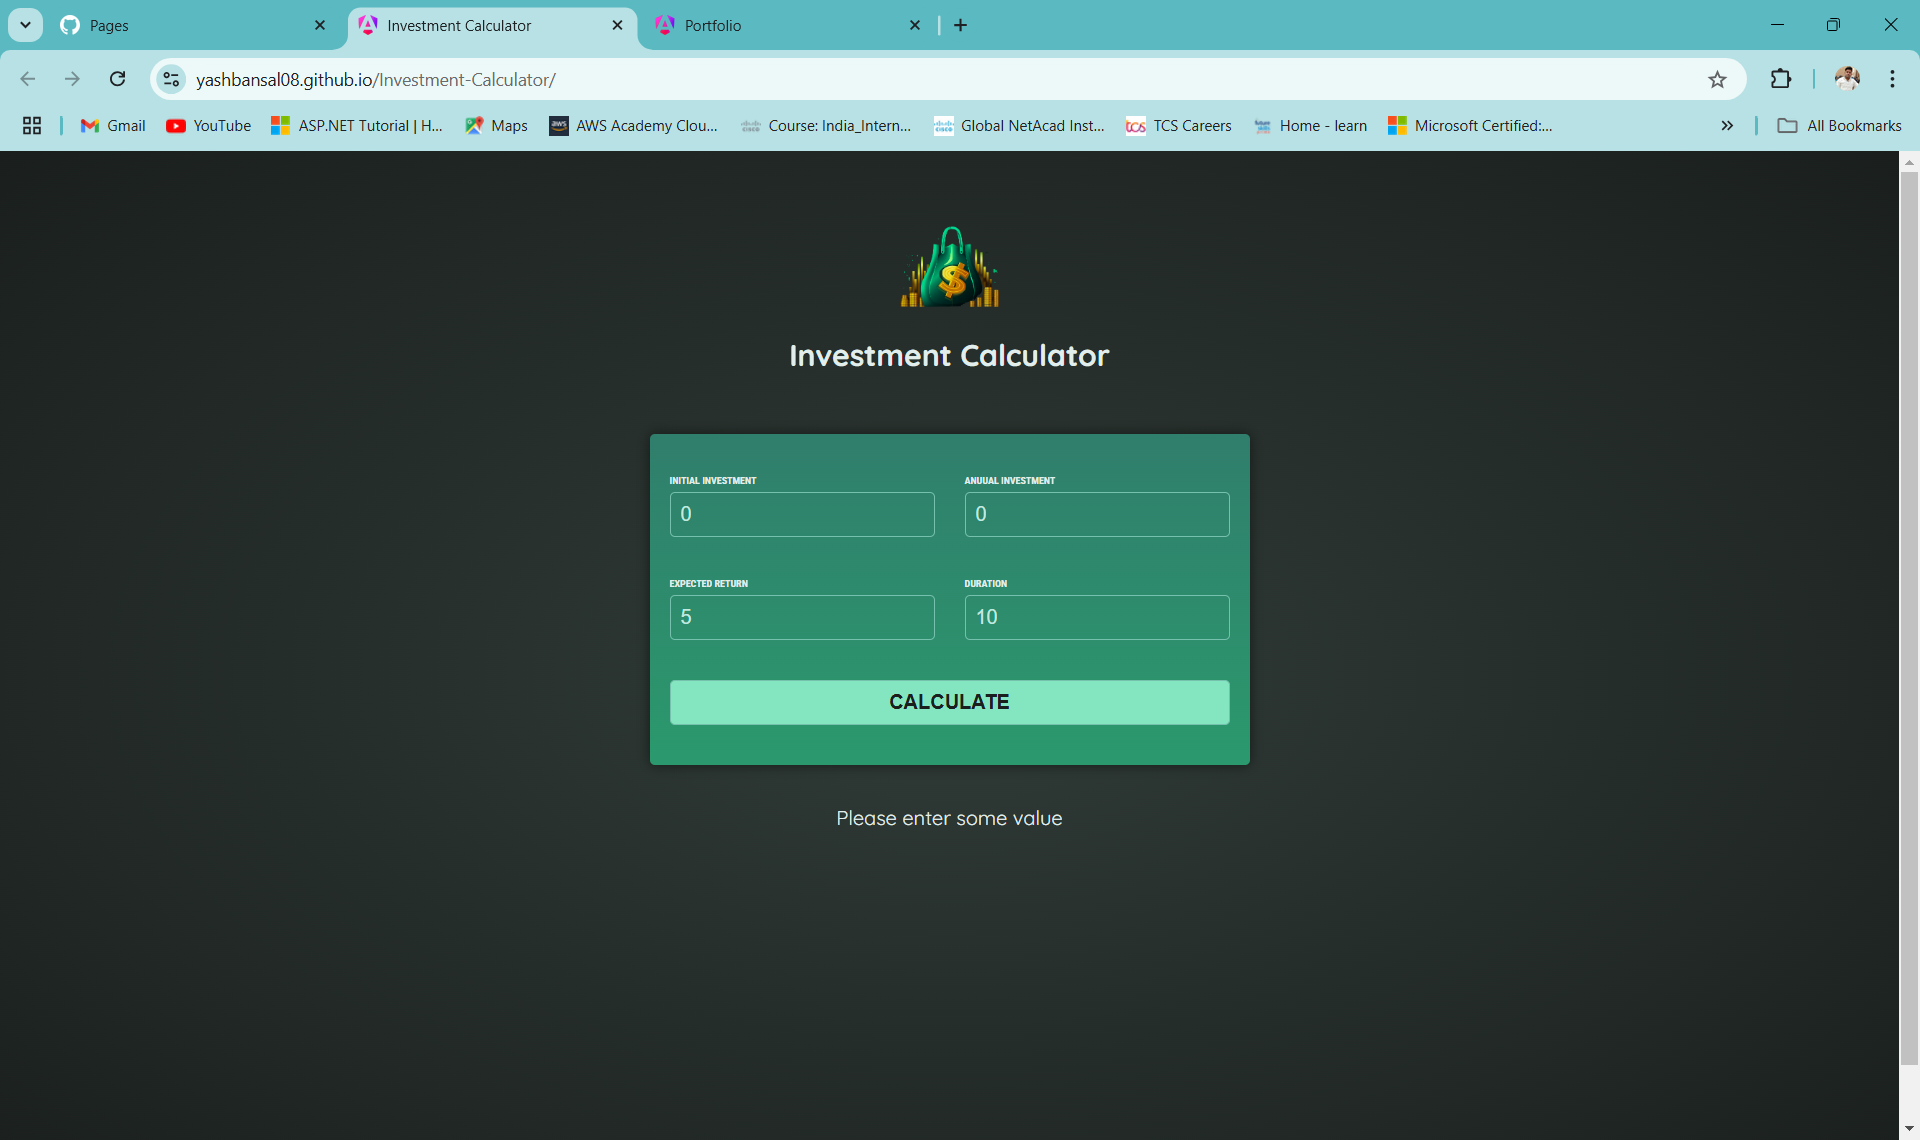 Pages
Investment Calculator
Portfolio
yashbansal08.github.io/Investment-Calculator/
Gmail
YouTube
ASP.NET Tutorial | H...
Maps
aws
AWS Academy Clou...
Course: India_Intern...
Global NetAcad Inst...
tcs
TCS Careers
Home - learn
Microsoft Certified:...
All Bookmarks
$
Investment Calculator
INITIAL INVESTMENT
ANUUAL INVESTMENT
0
0
EXPECTED RETURN
DURATION
5
10
CALCULATE
Please enter some value